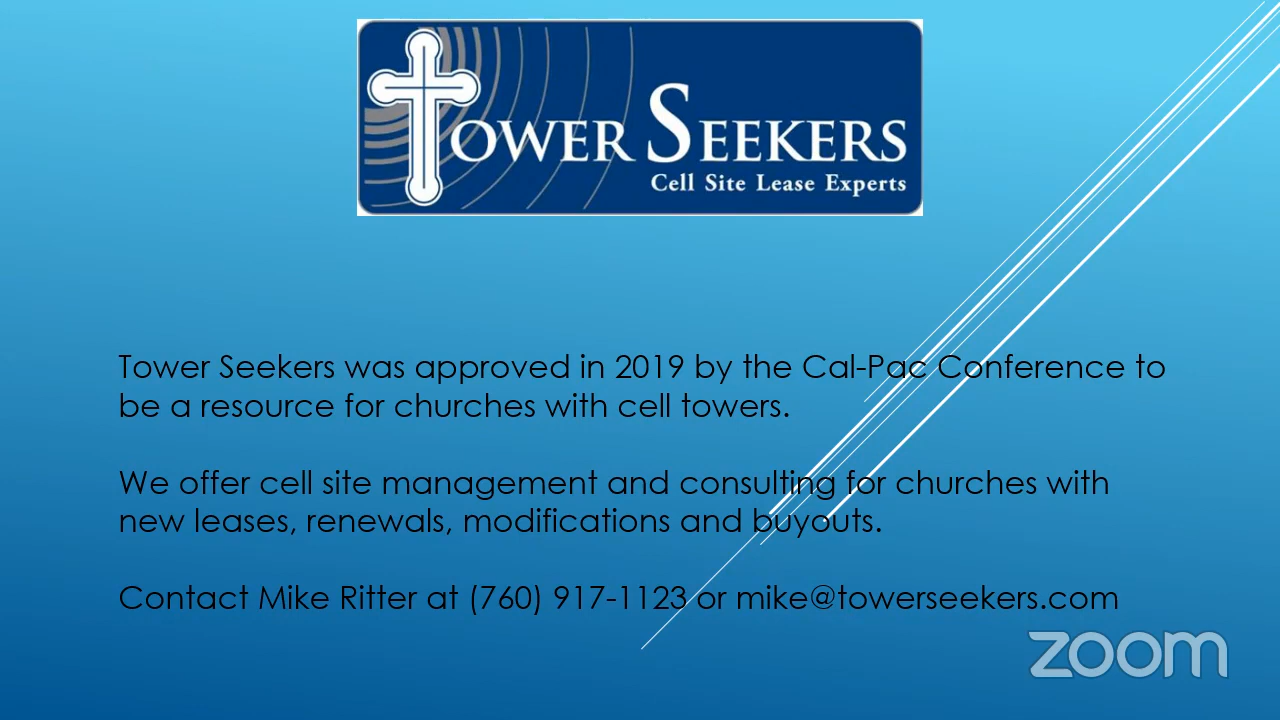 Tower Seekers
Cell Site Lease Experts
Tower Seekers was approved in 2019 by the Cal-Pac Conference to
be a resource for churches with cell towers.
We offer cell site management and consulting for churches with
new leases, renewals, modifications and buyouts.
Contact Mike Ritter at (760) 917-1123 or mike@towerseekers.com
zoom